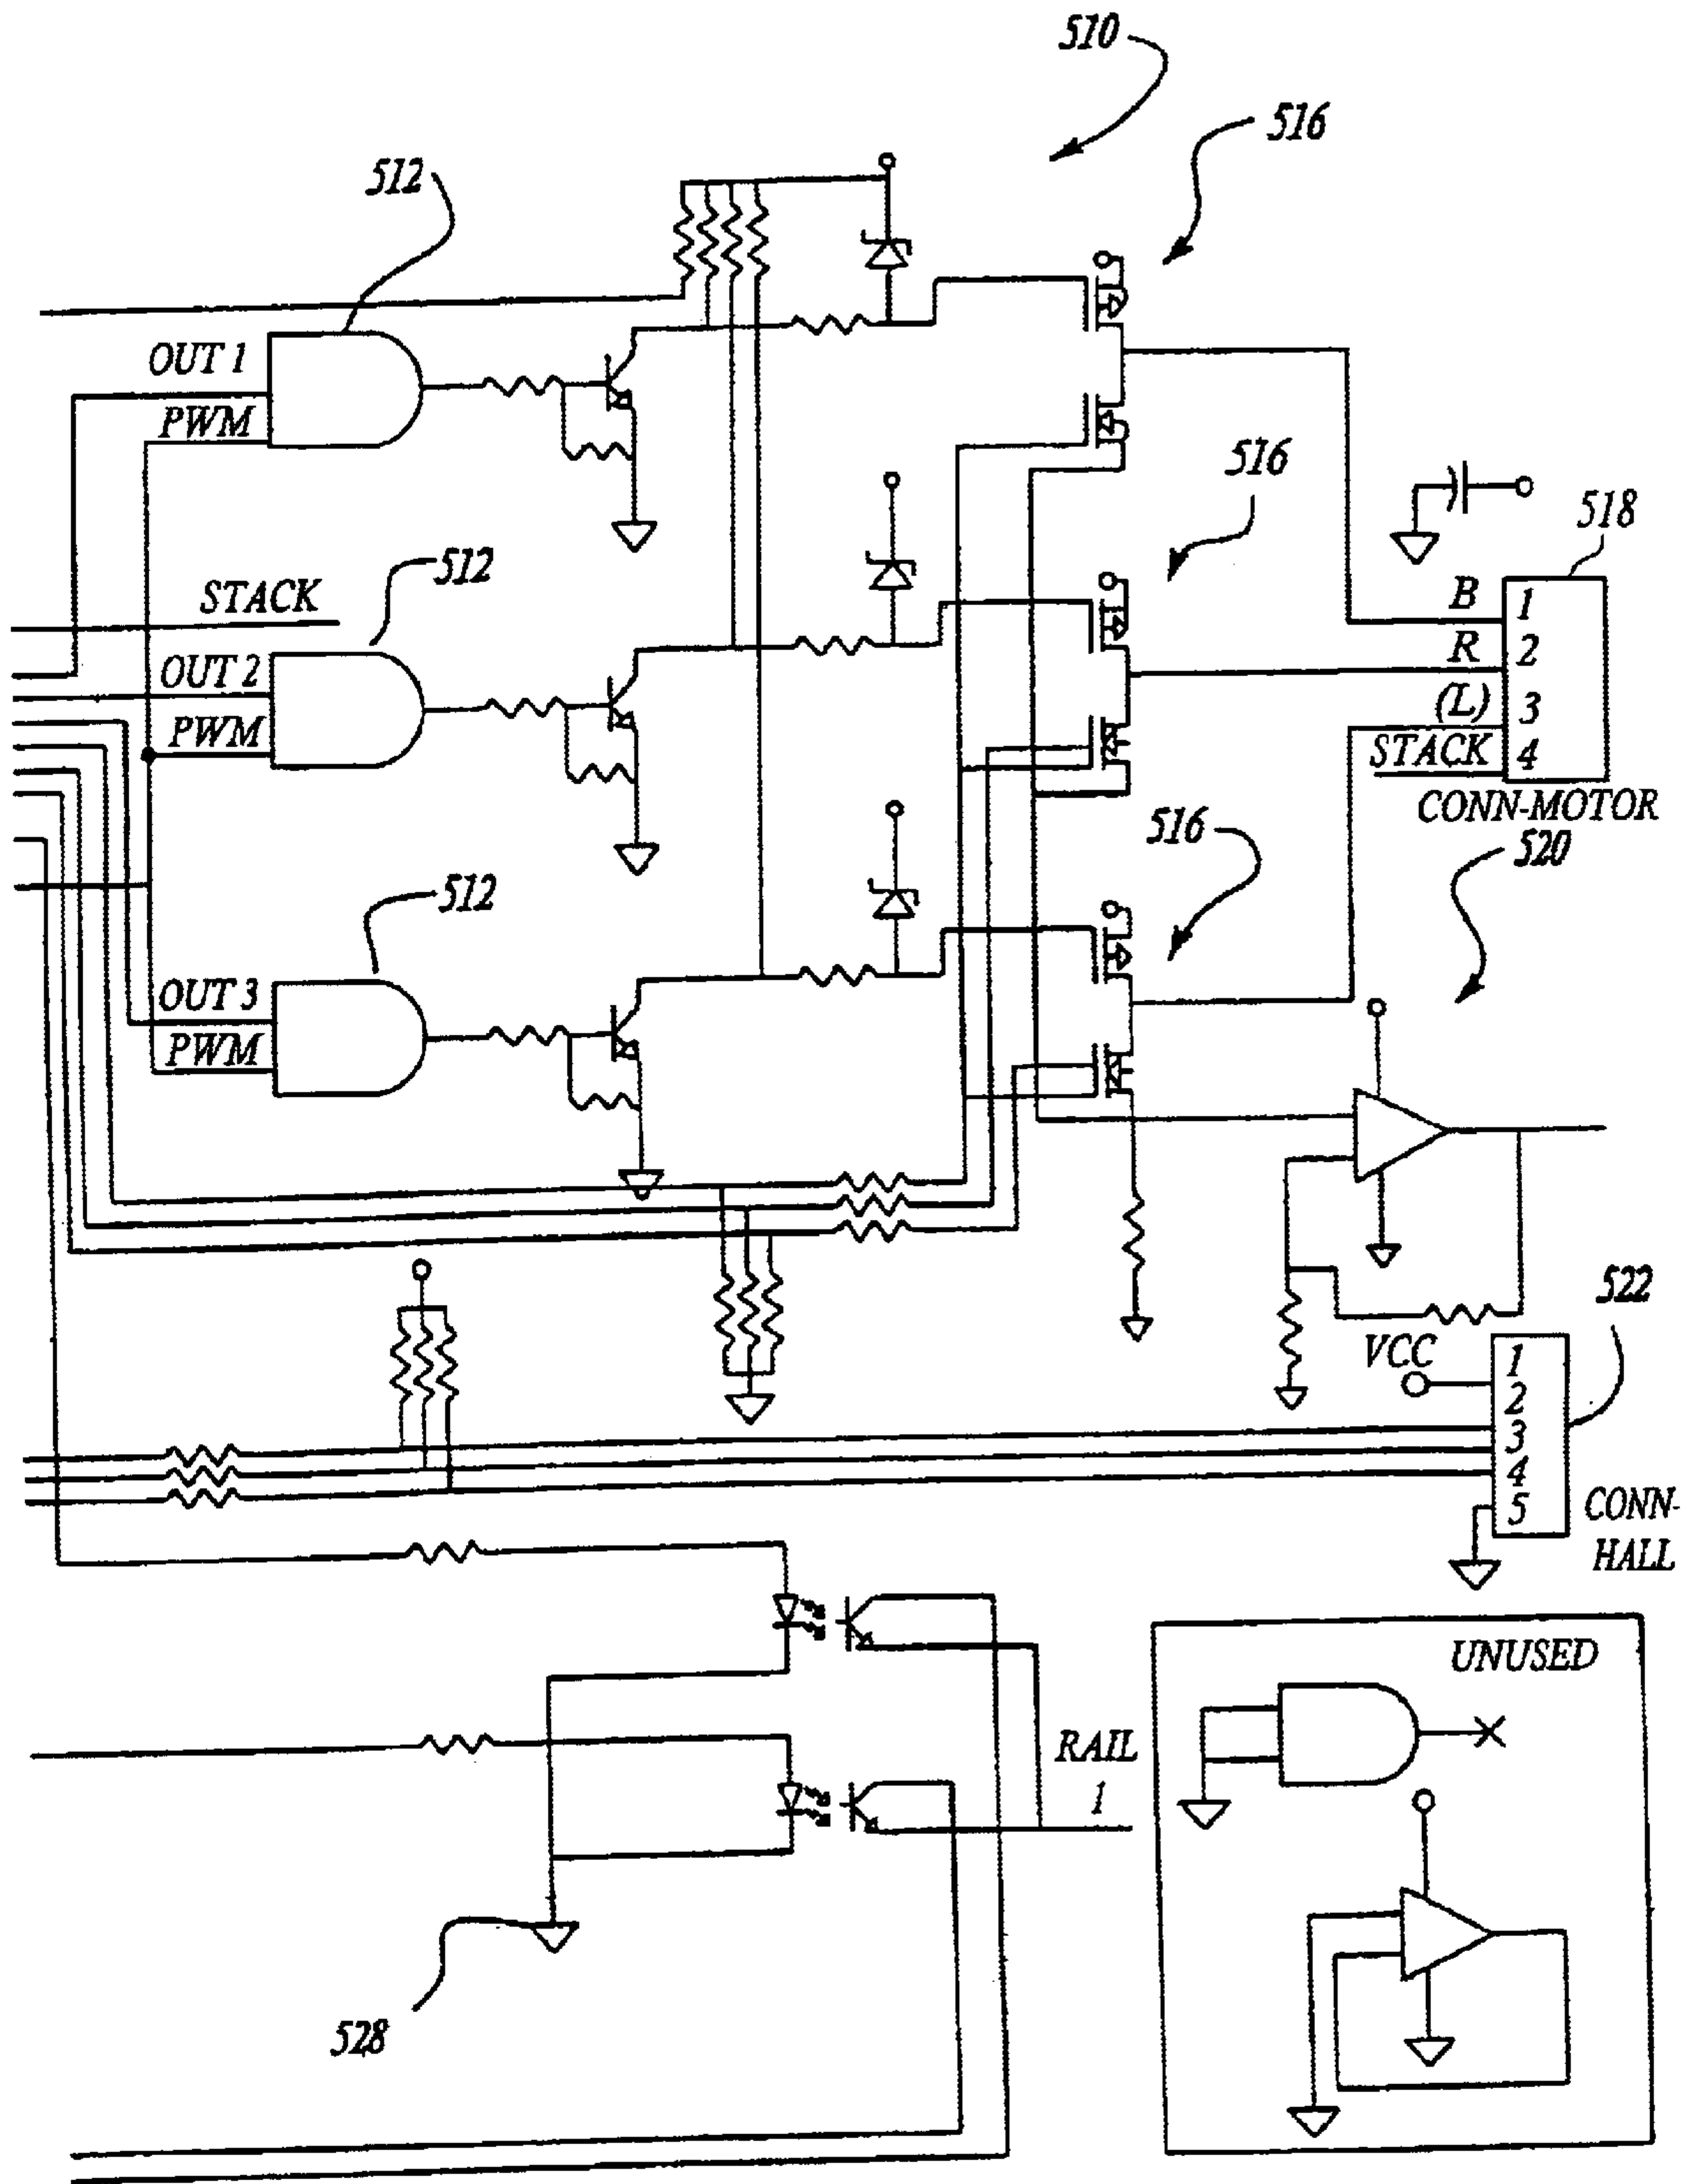 510
516
512
OUT 1
PWM
516
518
512
STACK
B
1
OUT 2
R
2
(L)
3
PWM
STACK
4
CONN-MOTOR
516
520
512
OUT 3
PWM
522
VCC
1
2
3
4
5
CONN-
HALL
UNUSED
RAIL
1
528